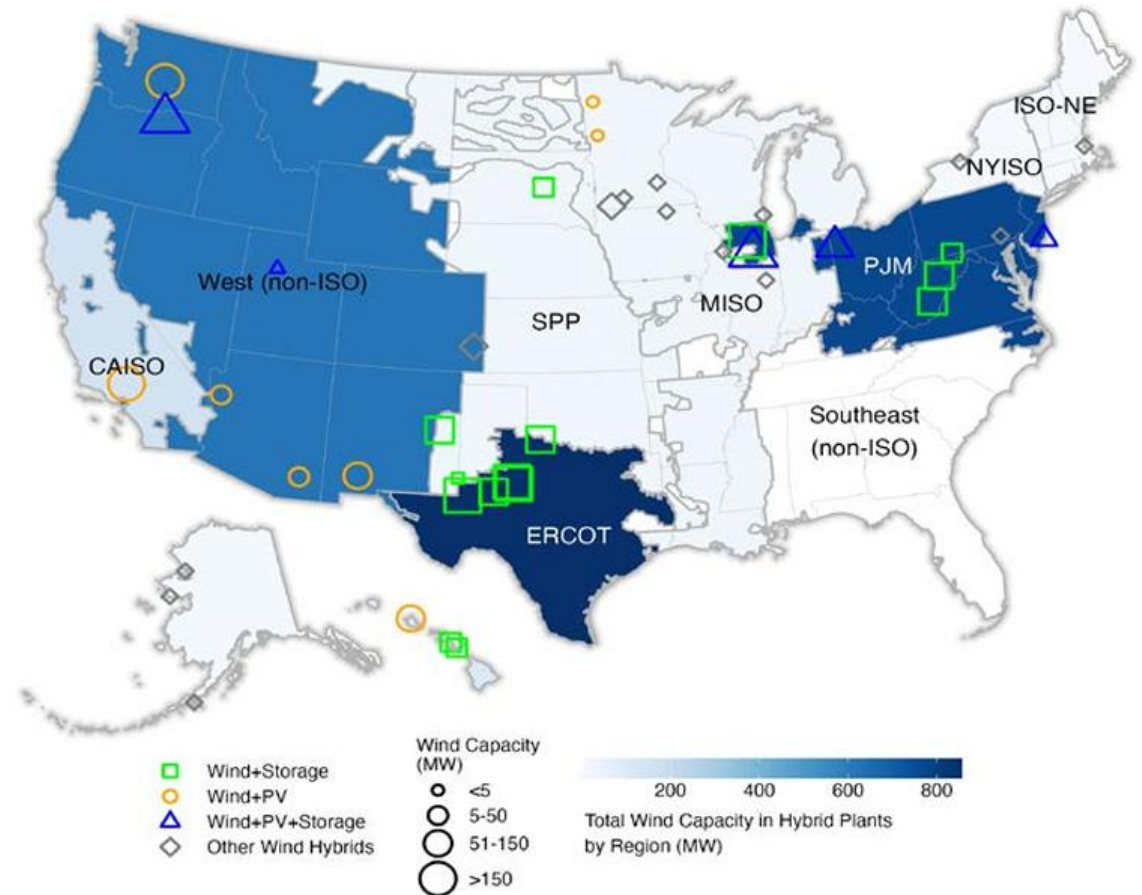 ISO-NE
NYISO
PJM
West (non-ISO)
MISO
SPP
CAISO
Southeast
(non-ISO)
ERCOT
Wind+Storage
Wind+PV
Wind+PV+Storage
Other Wind Hybrids
Wind Capacity
(MW)
<5
5-50
51-150
>150
200 400 600 800
Total Wind Capacity in Hybrid Plants
by Region (MW)